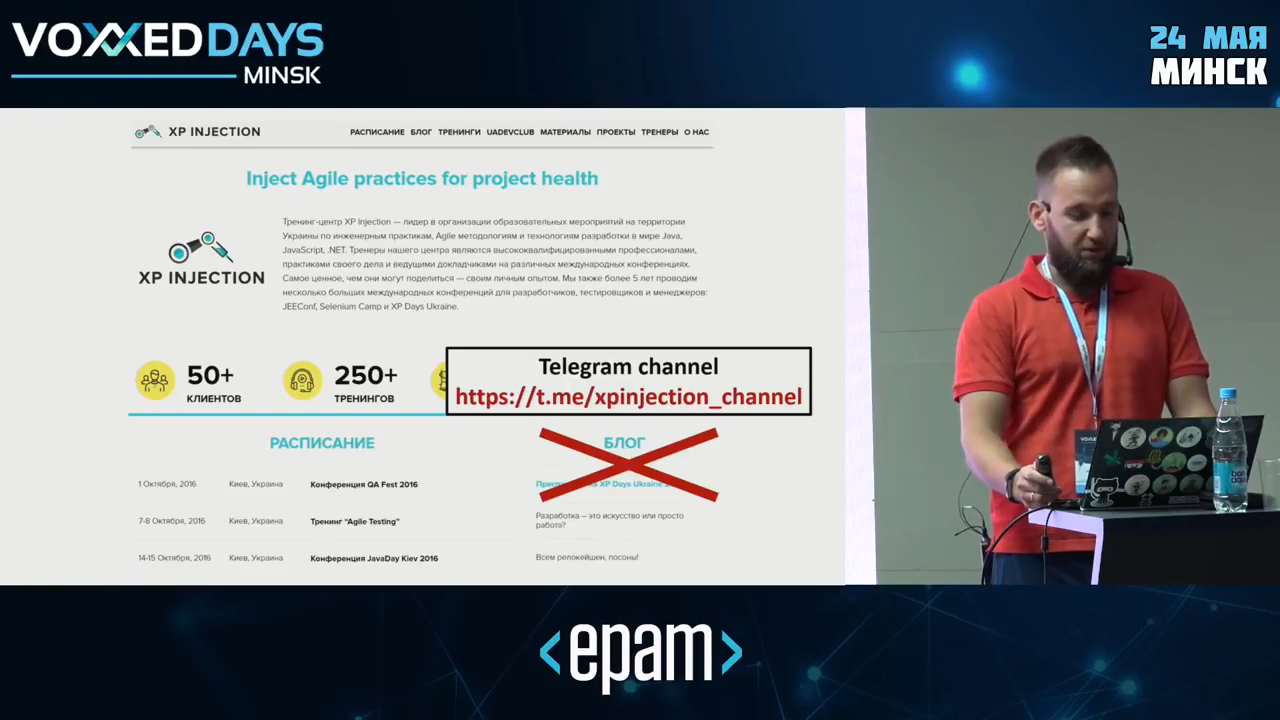 VOXXED DAYS
MINSK
24 МАЯ
МИНСК
XP INJECTION
РАСПИСАНИЕ БЛОГ ТРЕНИНГИ UADEVCLUB МАТЕРИАЛЫ ПРОЕКТЫ ТРЕНЕРЫ О НАС
Inject Agile practices for project health
XP INJECTION
Тренинг-центр XP Injection — лидер в организации образовательных мероприятий на территории
Украины по инженерным практикам, Agile методологиям и технологиям разработки в мире Java,
JavaScript, .NET. Тренеры нашего центра являются высококвалифицированными профессионалами,
практиками своего дела и ведущими докладчиками на различных международных конференциях.
Самое ценное, чем они могут поделиться — своим личным опытом. Мы также более 5 лет проводим
несколько больших международных конференций для разработчиков, тестировщиков и менеджеров:
JEEConf, Selenium Camp и XP Days Ukraine.
50+
КЛИЕНТОВ
250+
ТРЕНИНГОВ
Telegram channel
https://t.me/xpinjection_channel
РАСПИСАНИЕ
БЛОГ
1 Октября, 2016 Киев, Украина Конференция QA Fest 2016
XP Days Ukraine
7-8 Октября, 2016 Киев, Украина Тренинг “Agile Testing”
Разработка – это искусство или просто
работа?
14-15 Октября, 2016 Киев, Украина Конференция JavaDay Kiev 2016
Всем релокейшен, посоны!
<epam>